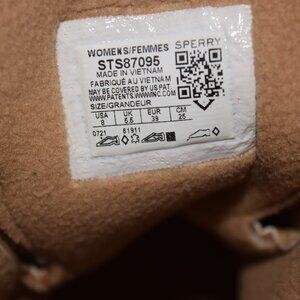 WOMENS/FEMMES SPERRY
STS87095
MADE IN VIETNAM
FABRIQUÉ AU VIETNAM
MAY BE COVERED BY US PAT.
WWW.PATENTS.WWWINC.COM
SIZE/GRANDEUR
USA UK EUR CM
8 5.5 39 25
0721 61911